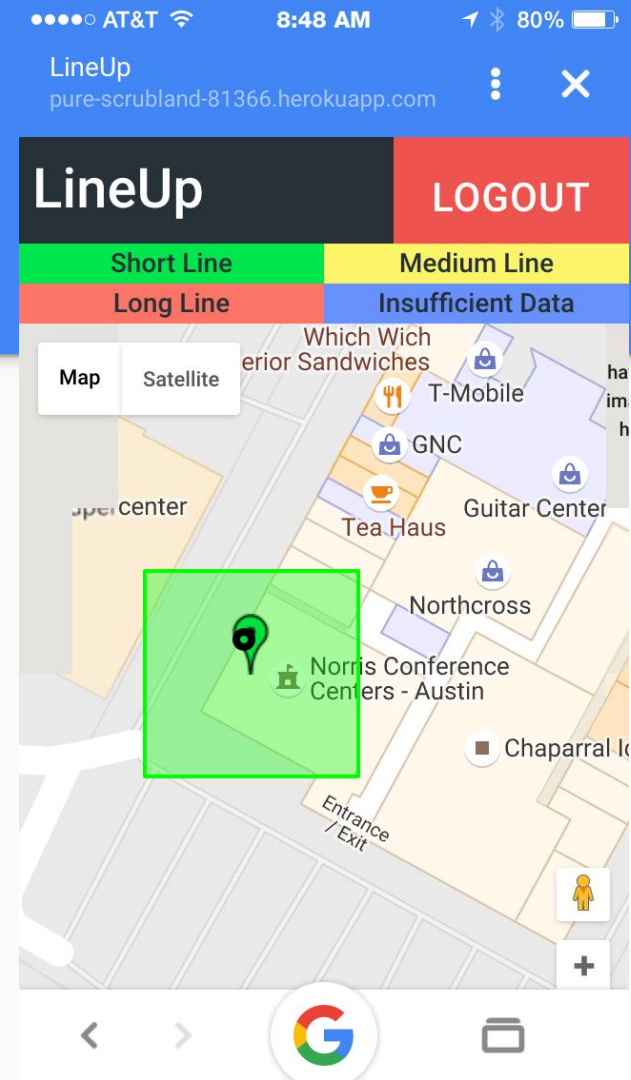 AT&T
8:48 AM
80%
LineUp
pure-scrubland-81366.herokuapp.com
LineUp
LOGOUT
Short Line
Medium Line
Long Line
Insufficient Data
Map
Satellite
Which Wich
erior Sandwiches
T-Mobile
GNC
Guitar Center
Tea Haus
center
Northcross
Norris Conference
Centers - Austin
Chaparral Ic
Entrance
/ Exit
ha
im
h
+